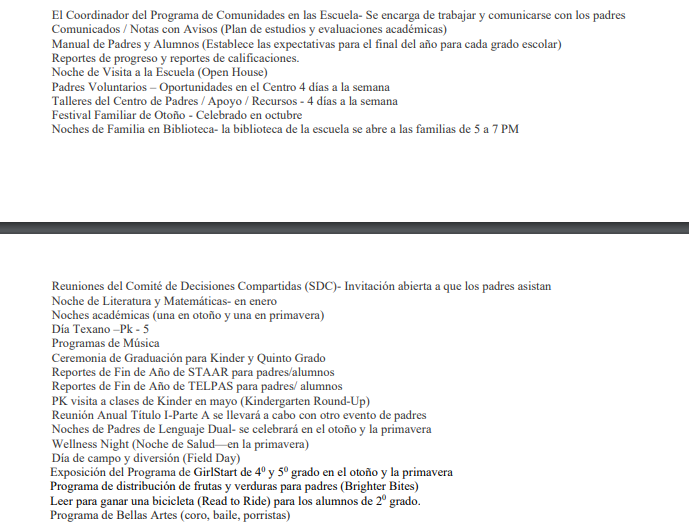 El Coordinador del Programa de Comunidades en las Escuela- Se encarga de trabajar y comunicarse con los padres
Comunicados / Notas con Avisos (Plan de estudios y evaluaciones académicas)
Manual de Padres y Alumnos (Establece las expectativas para el final del año para cada grado escolar)
Reportes de progreso y reportes de calificaciones.
Noche de Visita a la Escuela (Open House)
Padres Voluntarios – Oportunidades en el Centro 4 días a la semana
Talleres del Centro de Padres / Apoyo / Recursos - 4 días a la semana
Festival Familiar de Otoño - Celebrado en octubre
Noches de Familia en Biblioteca- la biblioteca de la escuela se abre a las familias de 5 a 7 PM
Reuniones del Comité de Decisiones Compartidas (SDC)- Invitación abierta a que los padres asistan
Noche de Literatura y Matemáticas- en enero
Noches académicas (una en otoño y una en primavera)
Día Texano –Pk - 5
Programas de Música
Ceremonia de Graduación para Kinder y Quinto Grado
Reportes de Fin de Año de STAAR para padres/alumnos
Reportes de Fin de Año de TELPAS para padres/ alumnos
PK visita a clases de Kinder en mayo (Kindergarten Round-Up)
Reunión Anual Título I-Parte A se llevará a cabo con otro evento de padres
Noches de Padres de Lenguaje Dual- se celebrará en el otoño y la primavera
Wellness Night (Noche de Salud—en la primavera)
Día de campo y diversión (Field Day)
Exposición del Programa de GirlStart de 4⁰ y 5⁰ grado en el otoño y la primavera
Programa de distribución de frutas y verduras para padres (Brighter Bites)
Leer para ganar una bicicleta (Read to Ride) para los alumnos de 2⁰ grado.
Programa de Bellas Artes (coro, baile, porristas)